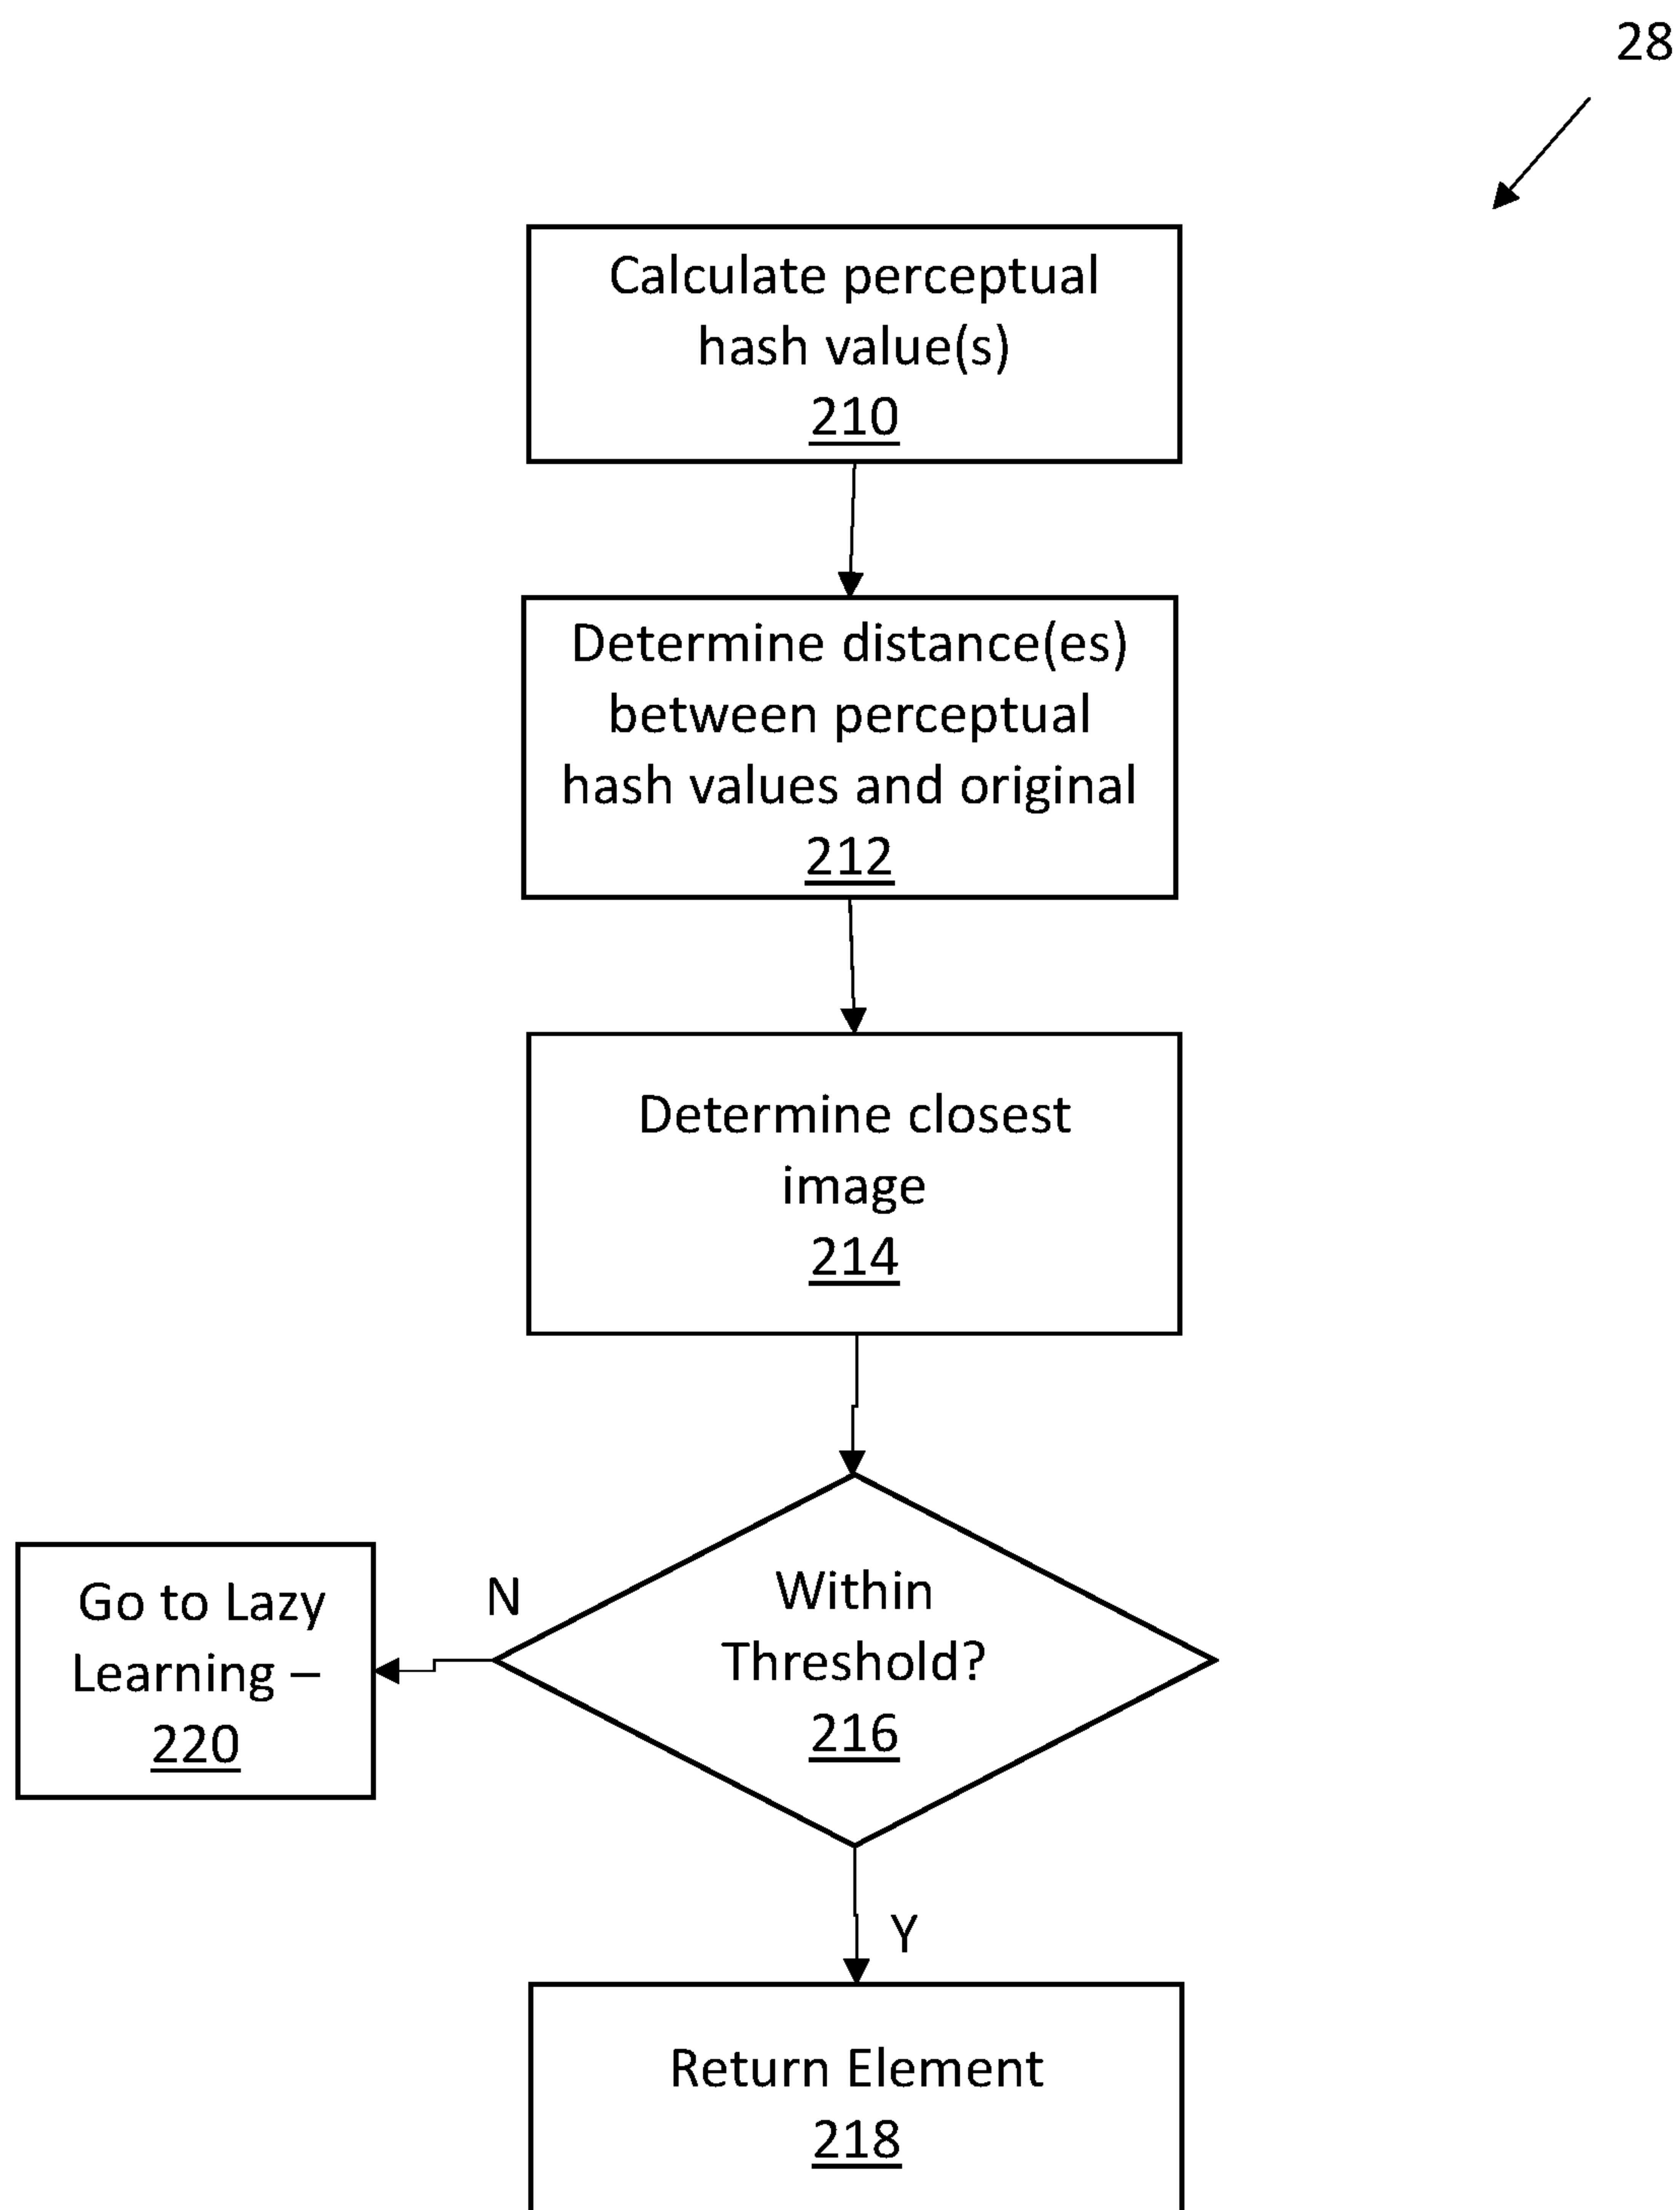 28
Calculate perceptual
hash value(s)
210
Determine distance(es)
between perceptual
hash values and original
212
Determine closest
image
214
Within
Threshold?
216
N
Go to Lazy
Learning –
220
Y
Return Element
218